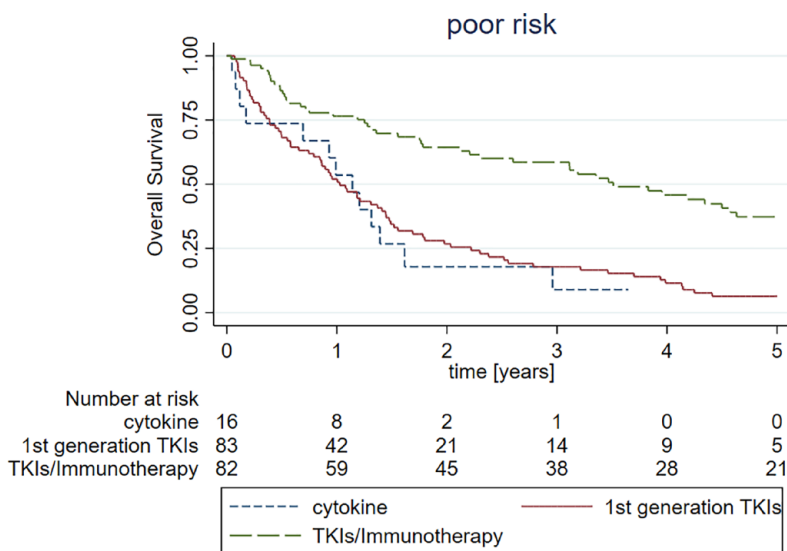 poor risk
Overall Survival
1.00
0.75
0.50
0.25
0.00
0 1 2 3 4 5
time [years]
Number at risk
cytokine 16 8 2 1 0 0
1st generation TKIs 83 42 21 14 9 5
TKIs/Immunotherapy 82 59 45 38 28 21
cytokine 1st generation TKIs
TKIs/Immunotherapy